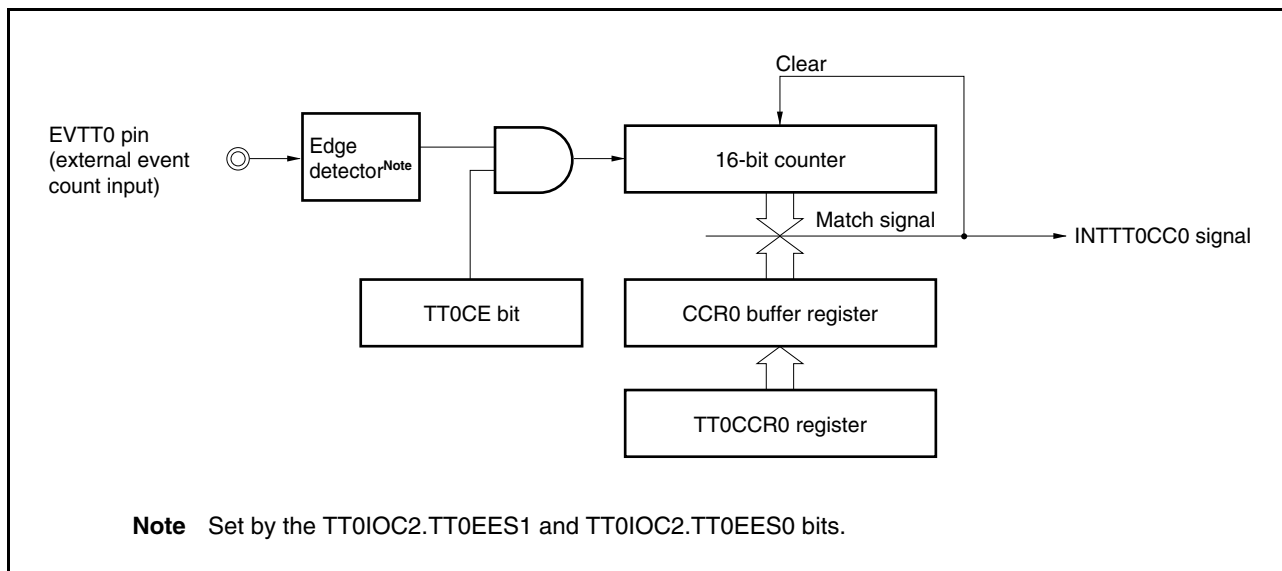 Clear
EVTT0 pin
(external event
count input)
Edge
detectorNote
16-bit counter
Match signal
INTTT0CC0 signal
TT0CE bit
CCR0 buffer register
TT0CCR0 register
Note Set by the TT0IOC2.TT0EES1 and TT0IOC2.TT0EES0 bits.